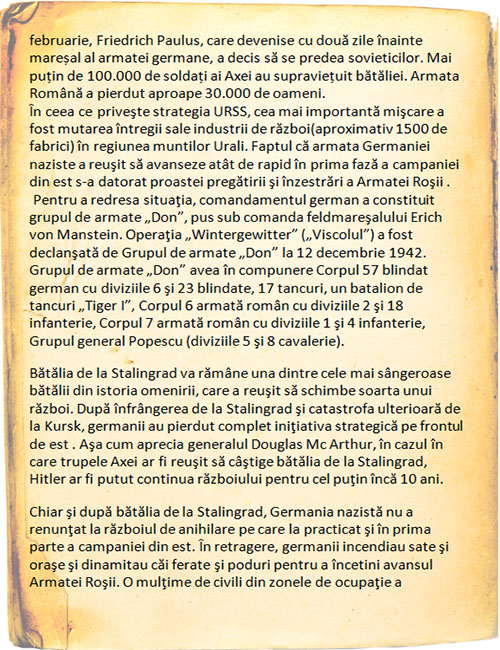 februarie, Friedrich Paulus, care devenise cu două zile înainte
mareșal al armatei germane, a decis să se predea sovieticilor. Mai
puțin de 100.000 de soldați ai Axei au supraviețuit bătăliei. Armata
Română a pierdut aproape 30.000 de oameni.
În ceea ce priveşte strategia URSS, cea mai importantă mişcare a
fost mutarea întregii sale industrii de război(aproximativ 1500 de
fabrici) în regiunea muntilor Urali. Faptul că armata Germaniei
naziste a reuşit să avanseze atât de rapid în prima fază a campaniei
din est s-a datorat proastei pregătirii şi înzestrări a Armatei Roşii .
Pentru a redresa situaţia, comandamentul german a constituit
grupul de armate „Don”, pus sub comanda feldmareşalului Erich
von Manstein. Operaţia „Wintergewitter” („Viscolul”) a fost
declanşată de Grupul de armate „Don” la 12 decembrie 1942.
Grupul de armate „Don” avea în compunere Corpul 57 blindat
german cu diviziile 6 şi 23 blindate, 17 tancuri, un batalion de
tancuri „Tiger I”, Corpul 6 armată român cu diviziile 2 şi 18
infanterie, Corpul 7 armată român cu diviziile 1 şi 4 infanterie,
Grupul general Popescu (diviziile 5 şi 8 cavalerie).

Bătălia de la Stalingrad va rămâne una dintre cele mai sângeroase
bătălii din istoria omenirii, care a reuşit să schimbe soarta unui
război. După înfrângerea de la Stalingrad şi catastrofa ulterioară de
la Kursk, germanii au pierdut complet iniţiativa strategică pe frontul
de est . Aşa cum aprecia generalul Douglas Mc Arthur, în cazul în
care trupele Axei ar fi reuşit să câştige bătălia de la Stalingrad,
Hitler ar fi putut continua războiului pentru cel puţin încă 10 ani.

Chiar şi după bătălia de la Stalingrad, Germania nazistă nu a
renunţat la războiul de anihilare pe care la practicat şi în prima
parte a campaniei din est. În retragere, germanii incendiau sate şi
oraşe şi dinamitau căi ferate şi poduri pentru a încetini avansul
Armatei Roşii. O mulţime de civili din zonele de ocupaţie a